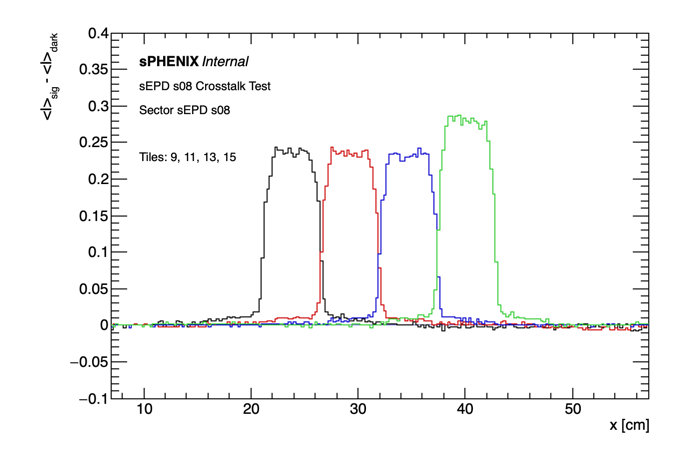 <I>sig - <I>dark
0.4
0.35
0.3
0.25
0.2
0.15
0.1
0.05
0
−0.05
−0.1
sPHENIX Internal
sEPD s08 Crosstalk Test
Sector sEPD s08
Tiles: 9, 11, 13, 15
10 20 30 40 50
x [cm]